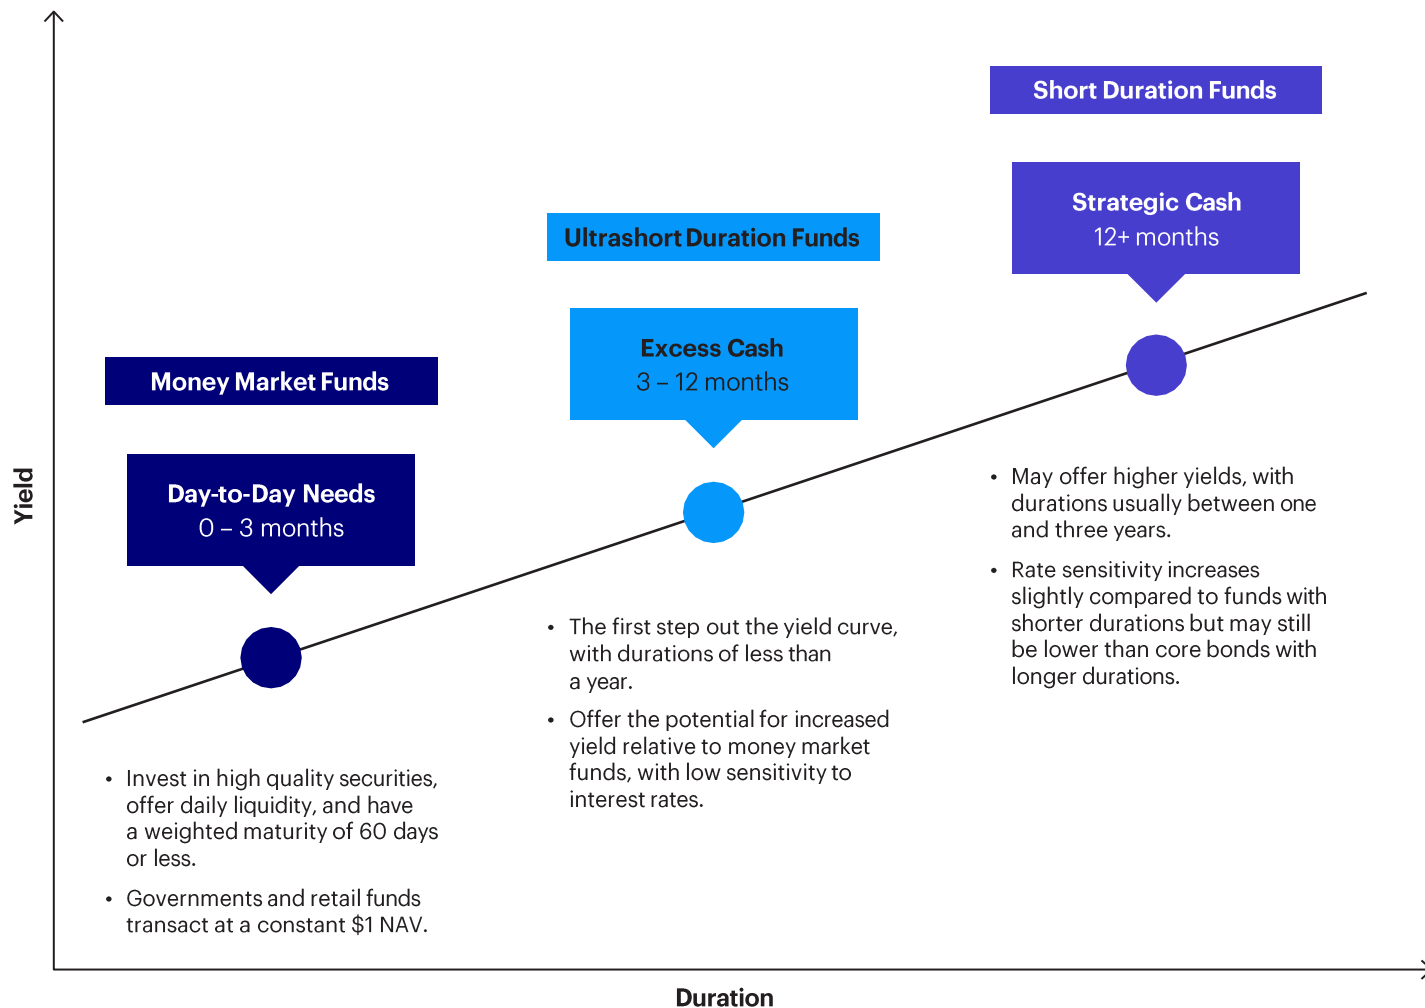 Yield
Money Market Funds
Day-to-Day Needs
0 – 3 months
• Invest in high quality securities,
offer daily liquidity, and have
a weighted maturity of 60 days
or less.
• Governments and retail funds
transact at a constant $1 NAV.
Ultrashort Duration Funds
Excess Cash
3 – 12 months
• The first step out the yield curve,
with durations of less than
a year.
• Offer the potential for increased
yield relative to money market
funds, with low sensitivity to
interest rates.
Short Duration Funds
Strategic Cash
12+ months
• May offer higher yields, with
durations usually between one
and three years.
• Rate sensitivity increases
slightly compared to funds with
shorter durations but may still
be lower than core bonds with
longer durations.
Duration